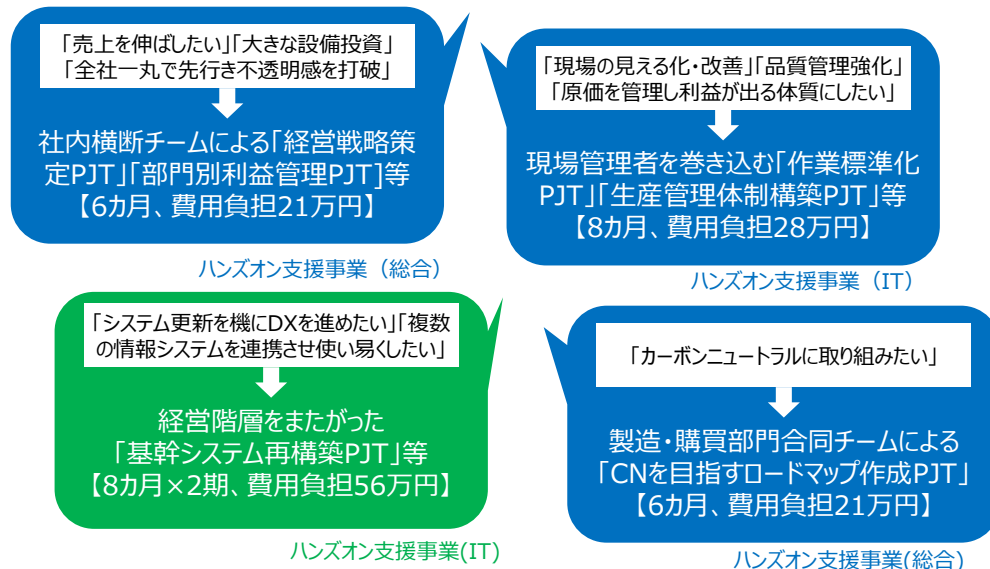 「売上を伸ばしたい」「大きな設備投資」
「全社一丸で先行き不透明感を打破」
社内横断チームによる「経営戦略策
定PJT」「部門別利益管理PJT]等
【6カ月、費用負担21万円】
ハンズオン支援事業（総合）
「現場の見える化・改善」「品質管理強化」
「原価を管理し利益が出る体質にしたい」
現場管理者を巻き込む「作業標準化
PJT」「生産管理体制構築PJT」等
【8カ月、費用負担28万円】
ハンズオン支援事業（IT）
「システム更新を機にDXを進めたい」「複数
の情報システムを連携させ使い易くしたい」
経営階層をまたがった
「基幹システム再構築PJT」等
【8カ月×2期、費用負担56万円】
ハンズオン支援事業(IT)
「カーボンニュートラルに取り組みたい」
製造・購買部門合同チームによる
「CNを目指すロードマップ作成PJT」
【6カ月、費用負担21万円】
ハンズオン支援事業(総合)